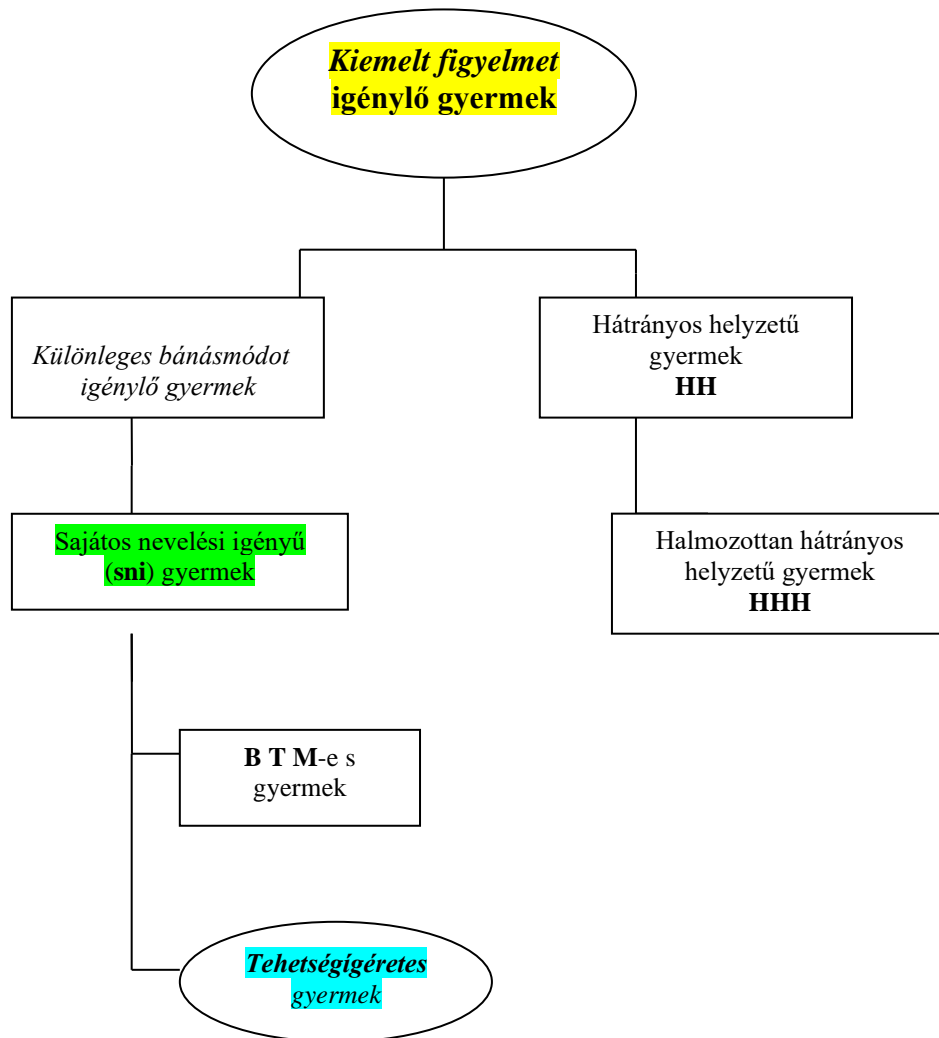 Kiemelt figyelmet
igénylő gyermek
Különleges bánásmódot
igénylő gyermek
Hátrányos helyzetű
gyermek
HH
Sajátos nevelési igényű
(sni) gyermek
Halmozottan hátrányos
helyzetű gyermek
HHH
B T M-e s
gyermek
Tehetségígéretes
gyermek